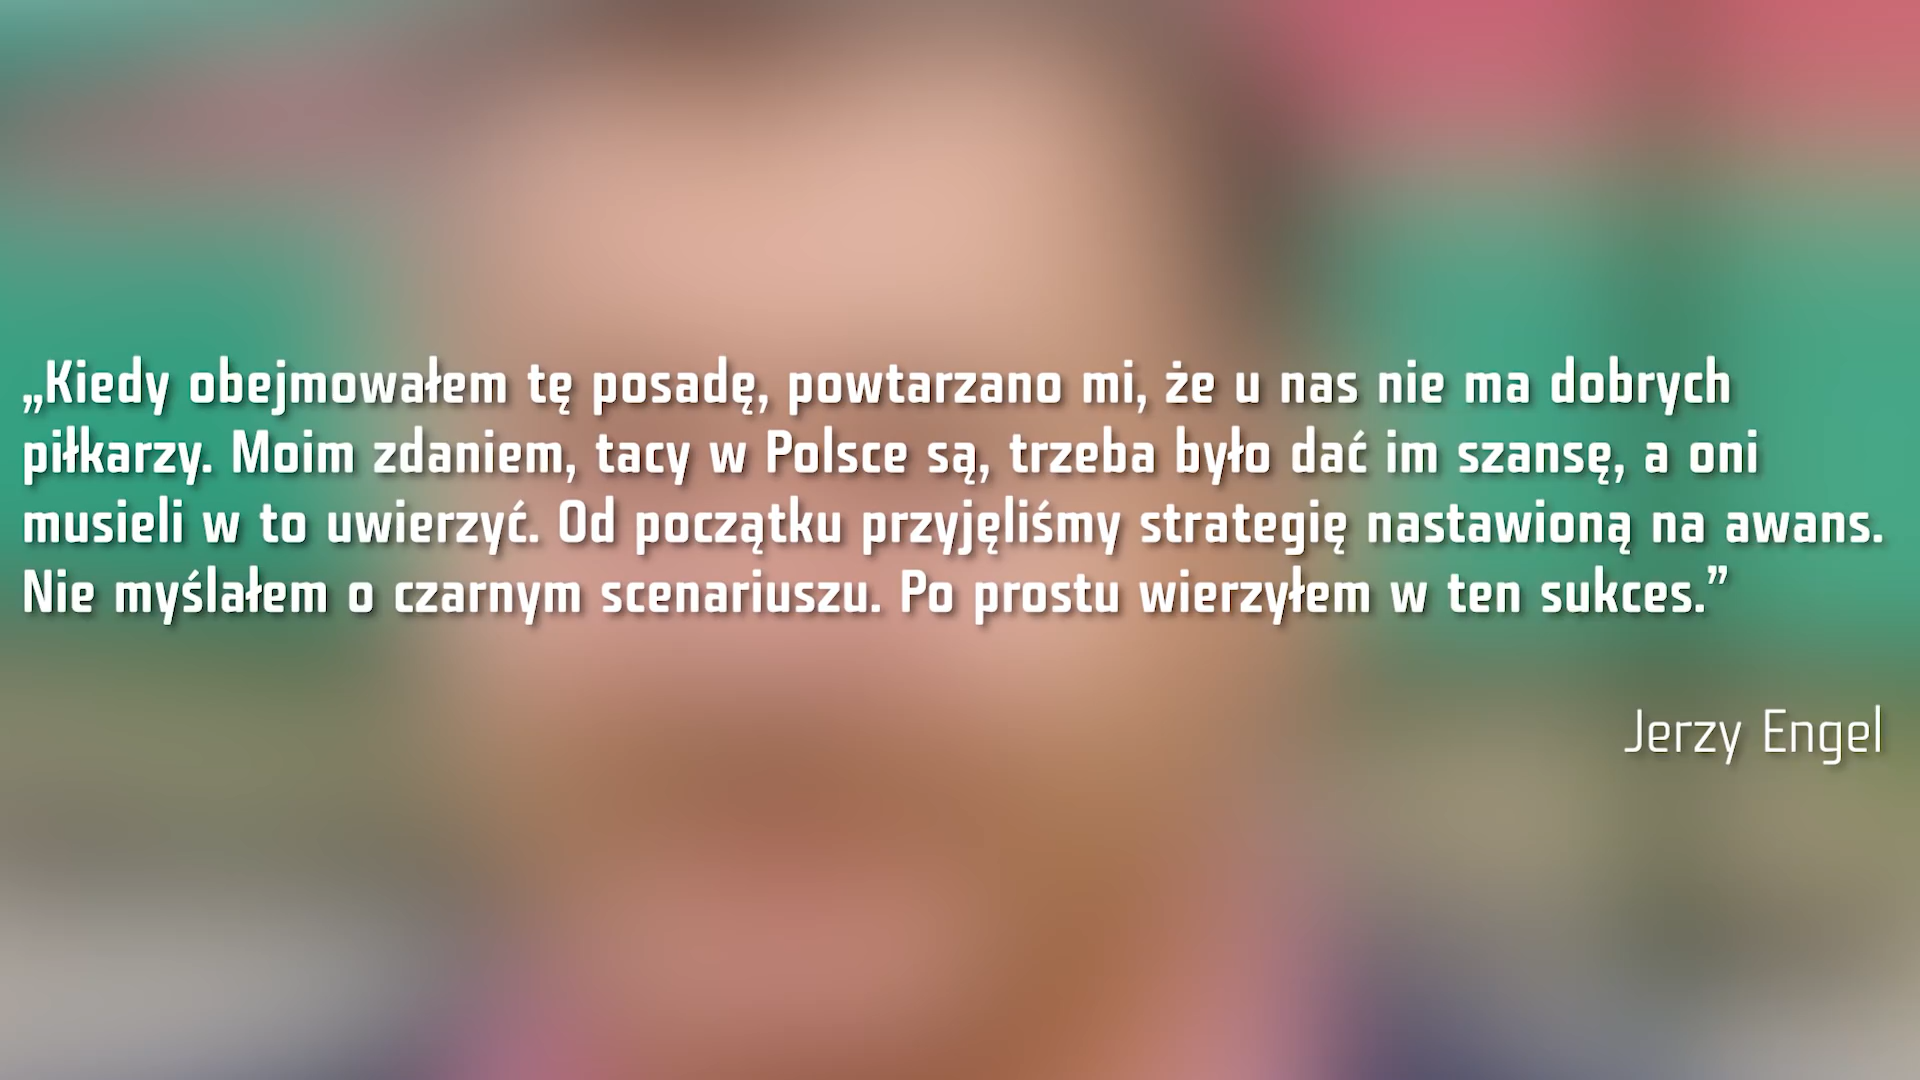 „Kiedy obejmowałem tę posadę, powtarzano mi, że u nas nie ma dobrych
piłkarzy. Moim zdaniem, tacy w Polsce są, trzeba było dać im szansę, a oni
musieli w to uwierzyć. Od początku przyjęliśmy strategię nastawioną na awans.
Nie myślałem o czarnym scenariuszu. Po prostu wierzyłem w ten sukces.”
Jerzy Engel